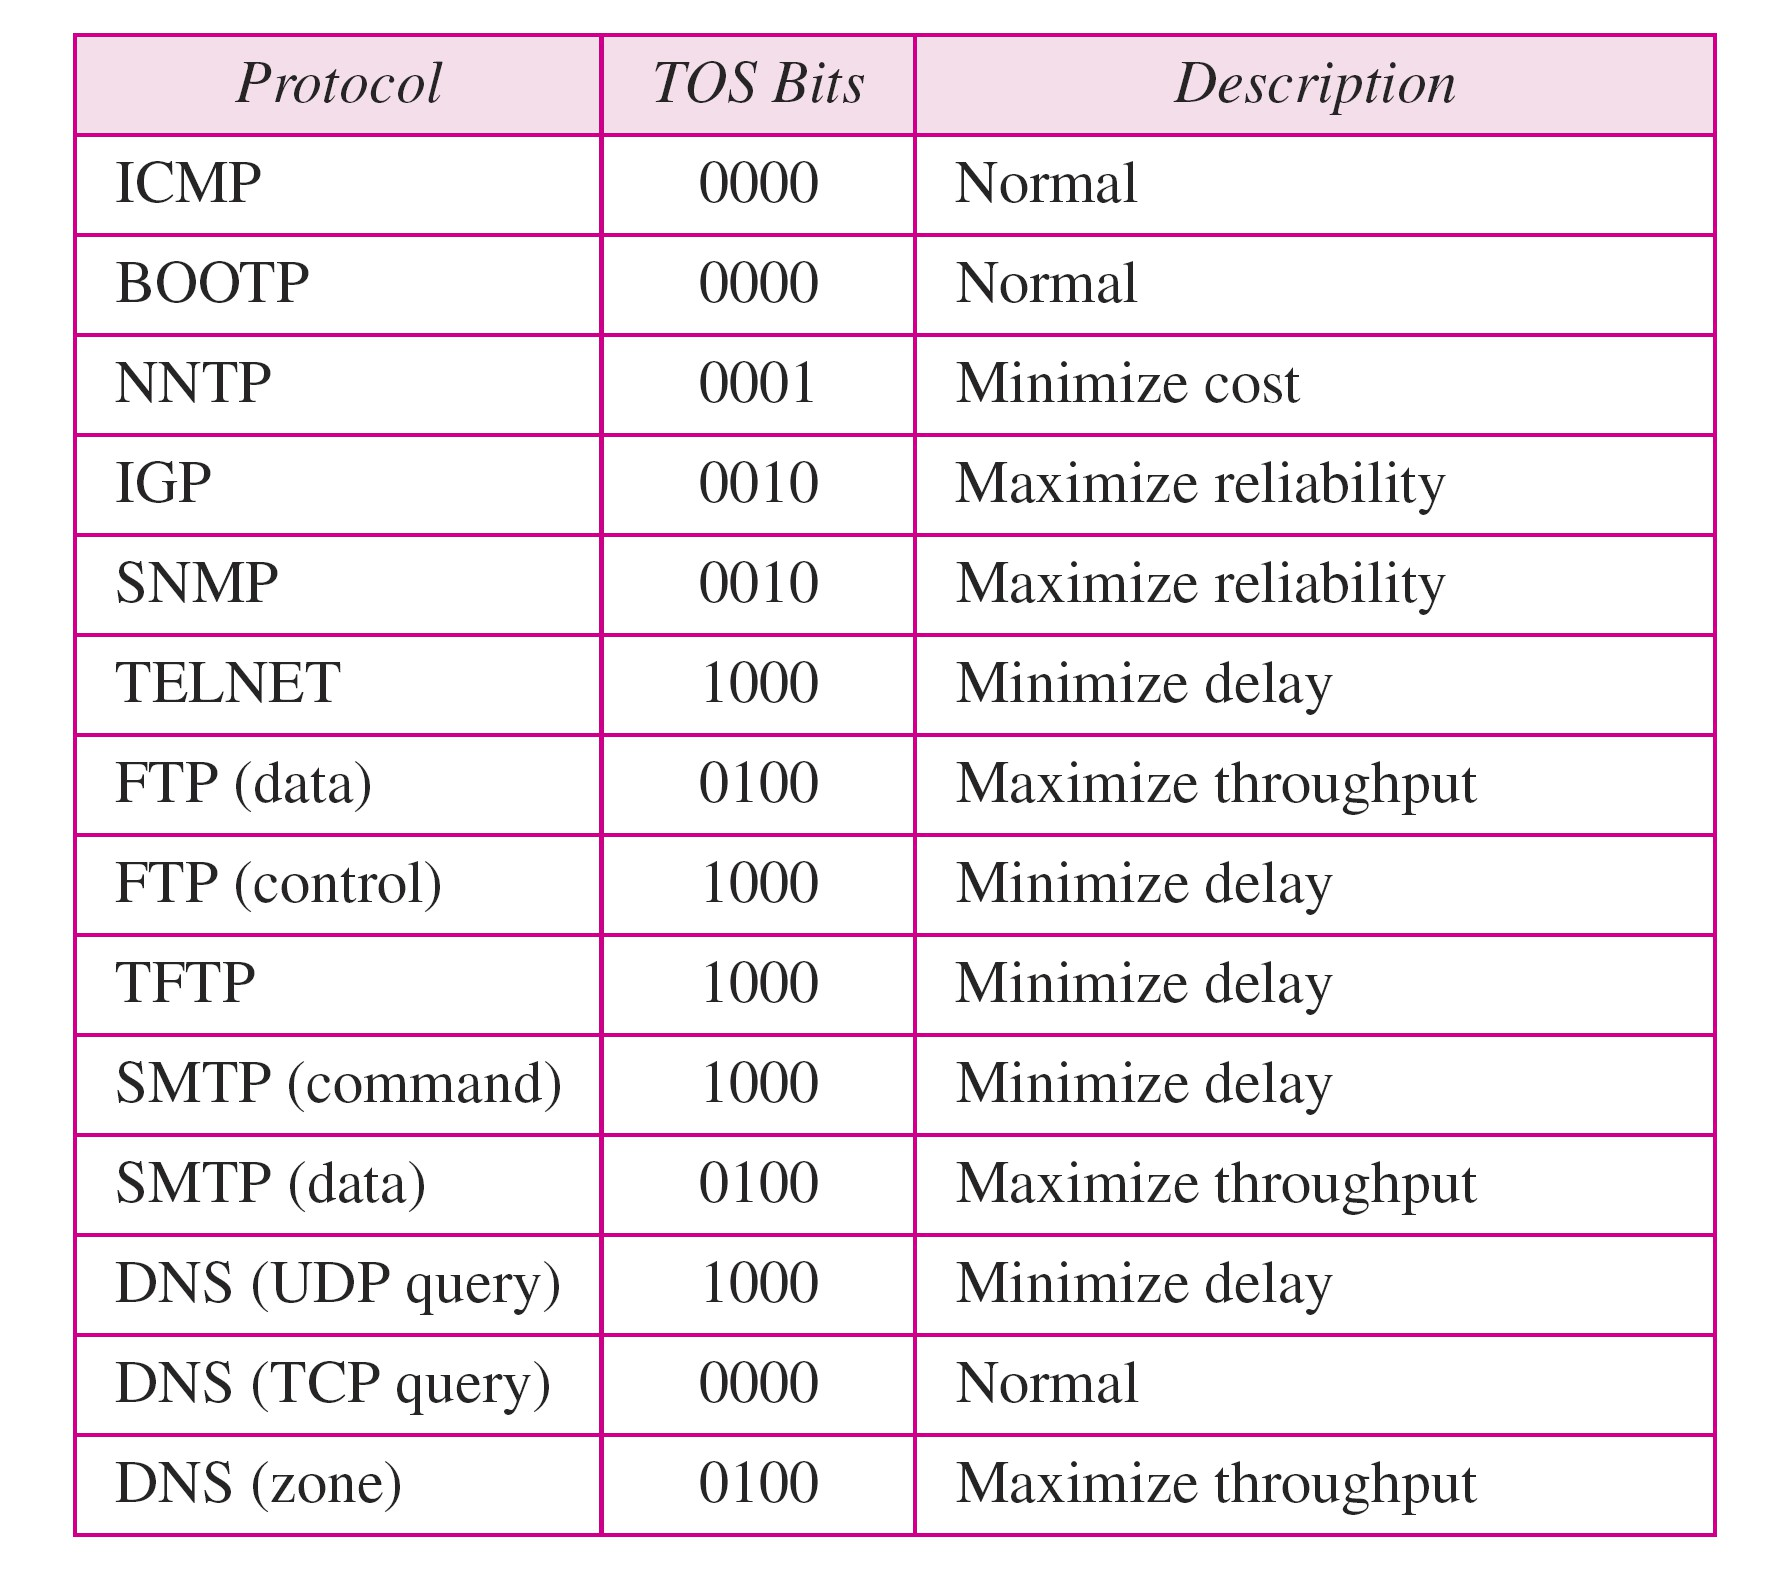 Protocol TOS Bits Description
ICMP 0000 Normal
BOOTP 0000 Normal
NNTP 0001 Minimize cost
IGP 0010 Maximize reliability
SNMP 0010 Maximize reliability
TELNET 1000 Minimize delay
FTP (data) 0100 Maximize throughput
FTP (control) 1000 Minimize delay
TFTP 1000 Minimize delay
SMTP (command) 1000 Minimize delay
SMTP (data) 0100 Maximize throughput
DNS (UDP query) 1000 Minimize delay
DNS (TCP query) 0000 Normal
DNS (zone) 0100 Maximize throughput